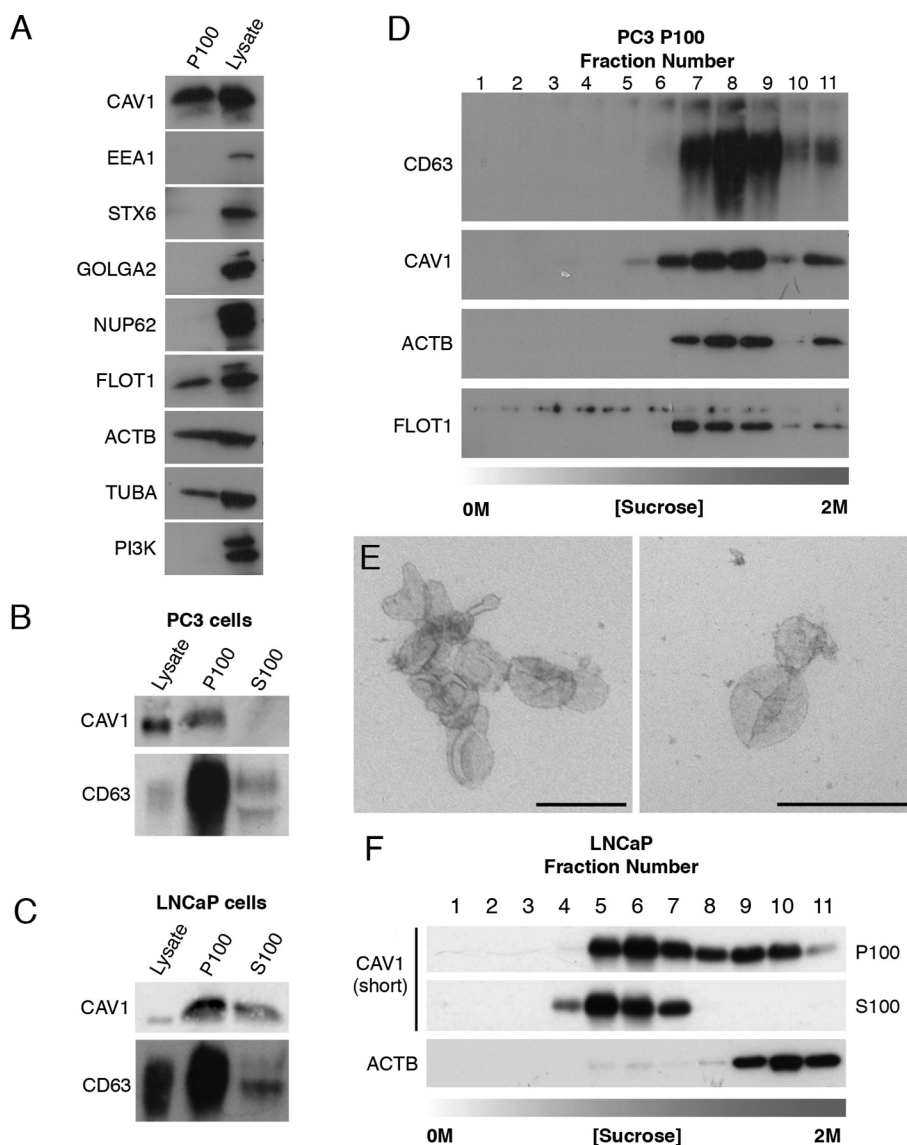 A
P100 Lysate
CAV1
EEA1
STX6
GOLGA2
NUP62
FLOT1
ACTB
TUBA
PI3K
B
PC3 cells
Lysate P100 S100
CAV1
CD63
C
LNCaP cells
Lysate P100 S100
CAV1
CD63
D
PC3 P100
Fraction Number
1 2 3 4 5 6 7 8 9 10 11
CD63
CAV1
ACTB
FLOT1
0M [Sucrose] 2M
E
F
LNCaP
Fraction Number
1 2 3 4 5 6 7 8 9 10 11
CAV1
(short)
P100
S100
ACTB
0M [Sucrose] 2M